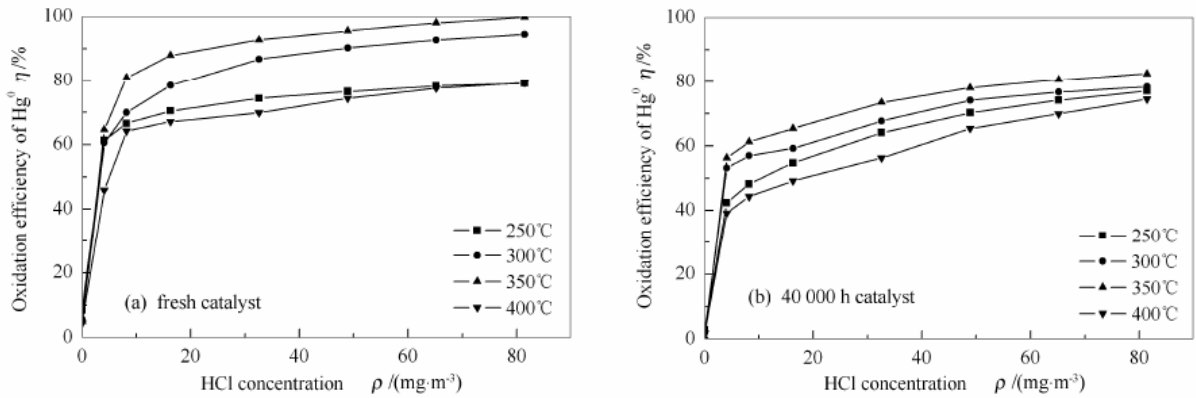 Oxidation efficiency of Hg⁰ η /%
100
80
60
40
20
0
250℃
300℃
350℃
400℃
(a) fresh catalyst
0 20 40 60 80
HCl concentration ρ /(mg·m⁻³)
Oxidation efficiency of Hg⁰ η /%
100
80
60
40
20
0
250℃
300℃
350℃
400℃
(b) 40 000 h catalyst
0 20 40 60 80
HCl concentration ρ /(mg·m⁻³)